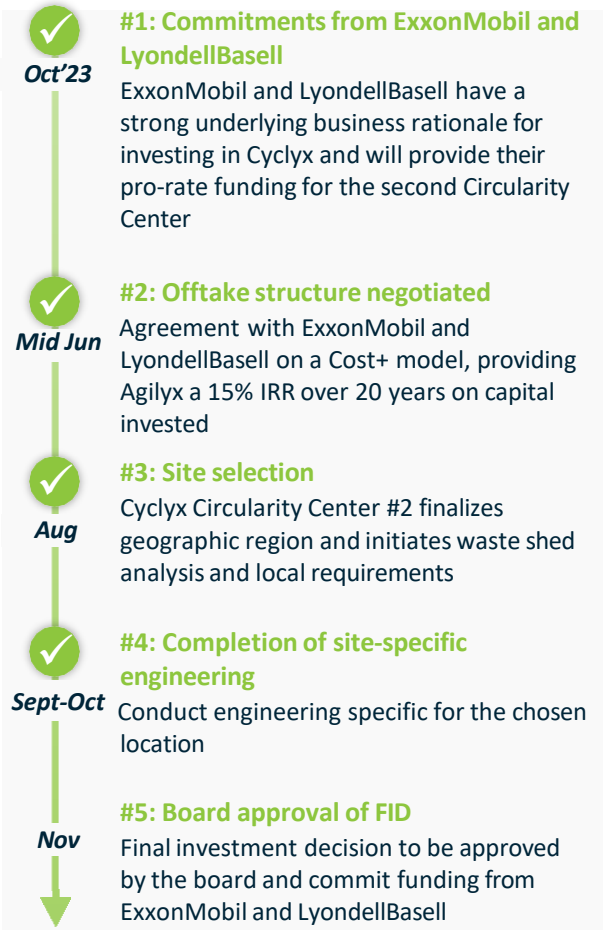 #1: Commitments from ExxonMobil and
LyondellBasell
Oct'23
ExxonMobil and LyondellBasell have a
strong underlying business rationale for
investing in Cyclyx and will provide their
pro-rate funding for the second Circularity
Center
#2: Offtake structure negotiated
Mid Jun
Agreement with ExxonMobil and
LyondellBasell on a Cost+ model, providing
Agilyx a 15% IRR over 20 years on capital
invested
#3: Site selection
Aug
Cyclyx Circularity Center #2 finalizes
geographic region and initiates waste shed
analysis and local requirements
#4: Completion of site-specific
engineering
Sept-Oct
Conduct engineering specific for the chosen
location
#5: Board approval of FID
Nov
Final investment decision to be approved
by the board and commit funding from
ExxonMobil and LyondellBasell